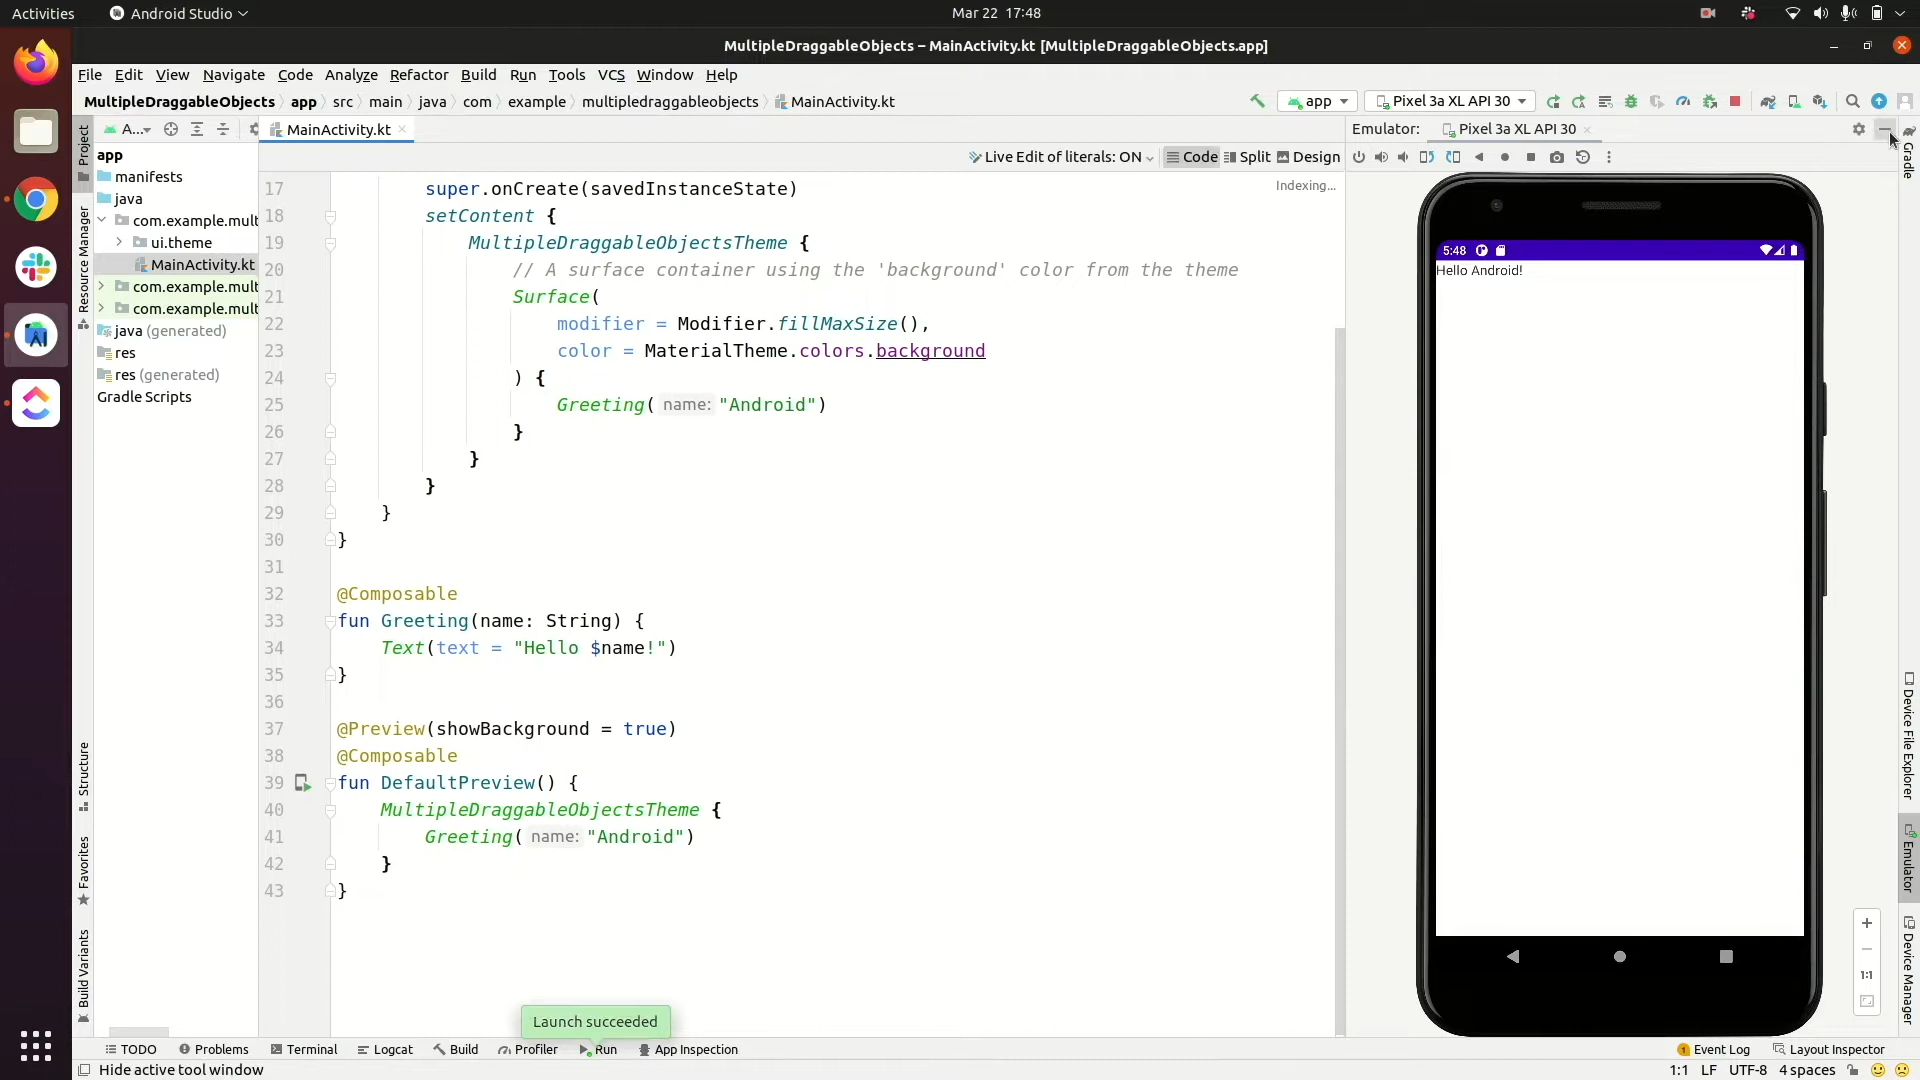 Activities
Android Studio
Mar 22 17:48
MultipleDraggableObjects – MainActivity.kt [MultipleDraggableObjects.app]
File Edit View Navigate Code Analyze Refactor Build Run Tools VCS Window Help
MultipleDraggableObjects app src main java com example multipledraggableobjects MainActivity.kt
app
Pixel 3a XL API 30
Project
A...
MainActivity.kt
Emulator:
Pixel 3a XL API 30
Gradle
Live Edit of literals: ON
Code
Split
Design
Indexing...
app
manifests
java
com.example.mult
ui.theme
MainActivity.kt
com.example.mult
com.example.mult
java (generated)
res
res (generated)
Gradle Scripts
Resource Manager
Structure
Favorites
Build Variants
17 super.onCreate(savedInstanceState)
18 setContent {
19 MultipleDraggableObjectsTheme {
20 // A surface container using the 'background' color from the theme
21 Surface(
22 modifier = Modifier.fillMaxSize(),
23 color = MaterialTheme.colors.background
24 ) {
25 Greeting( name: "Android")
26 }
27 }
28 }
29 }
30 }
31
32 @Composable
33 fun Greeting(name: String) {
34 Text(text = "Hello $name!")
35 }
36
37 @Preview(showBackground = true)
38 @Composable
39 fun DefaultPreview() {
40 MultipleDraggableObjectsTheme {
41 Greeting( name: "Android")
42 }
43 }
5:48
Hello Android!
Device File Explorer
Emulator
Device Manager
1:1
Launch succeeded
TODO Problems Terminal Logcat Build Profiler Run App Inspection
1 Event Log Layout Inspector
Hide active tool window
1:1 LF UTF-8 4 spaces